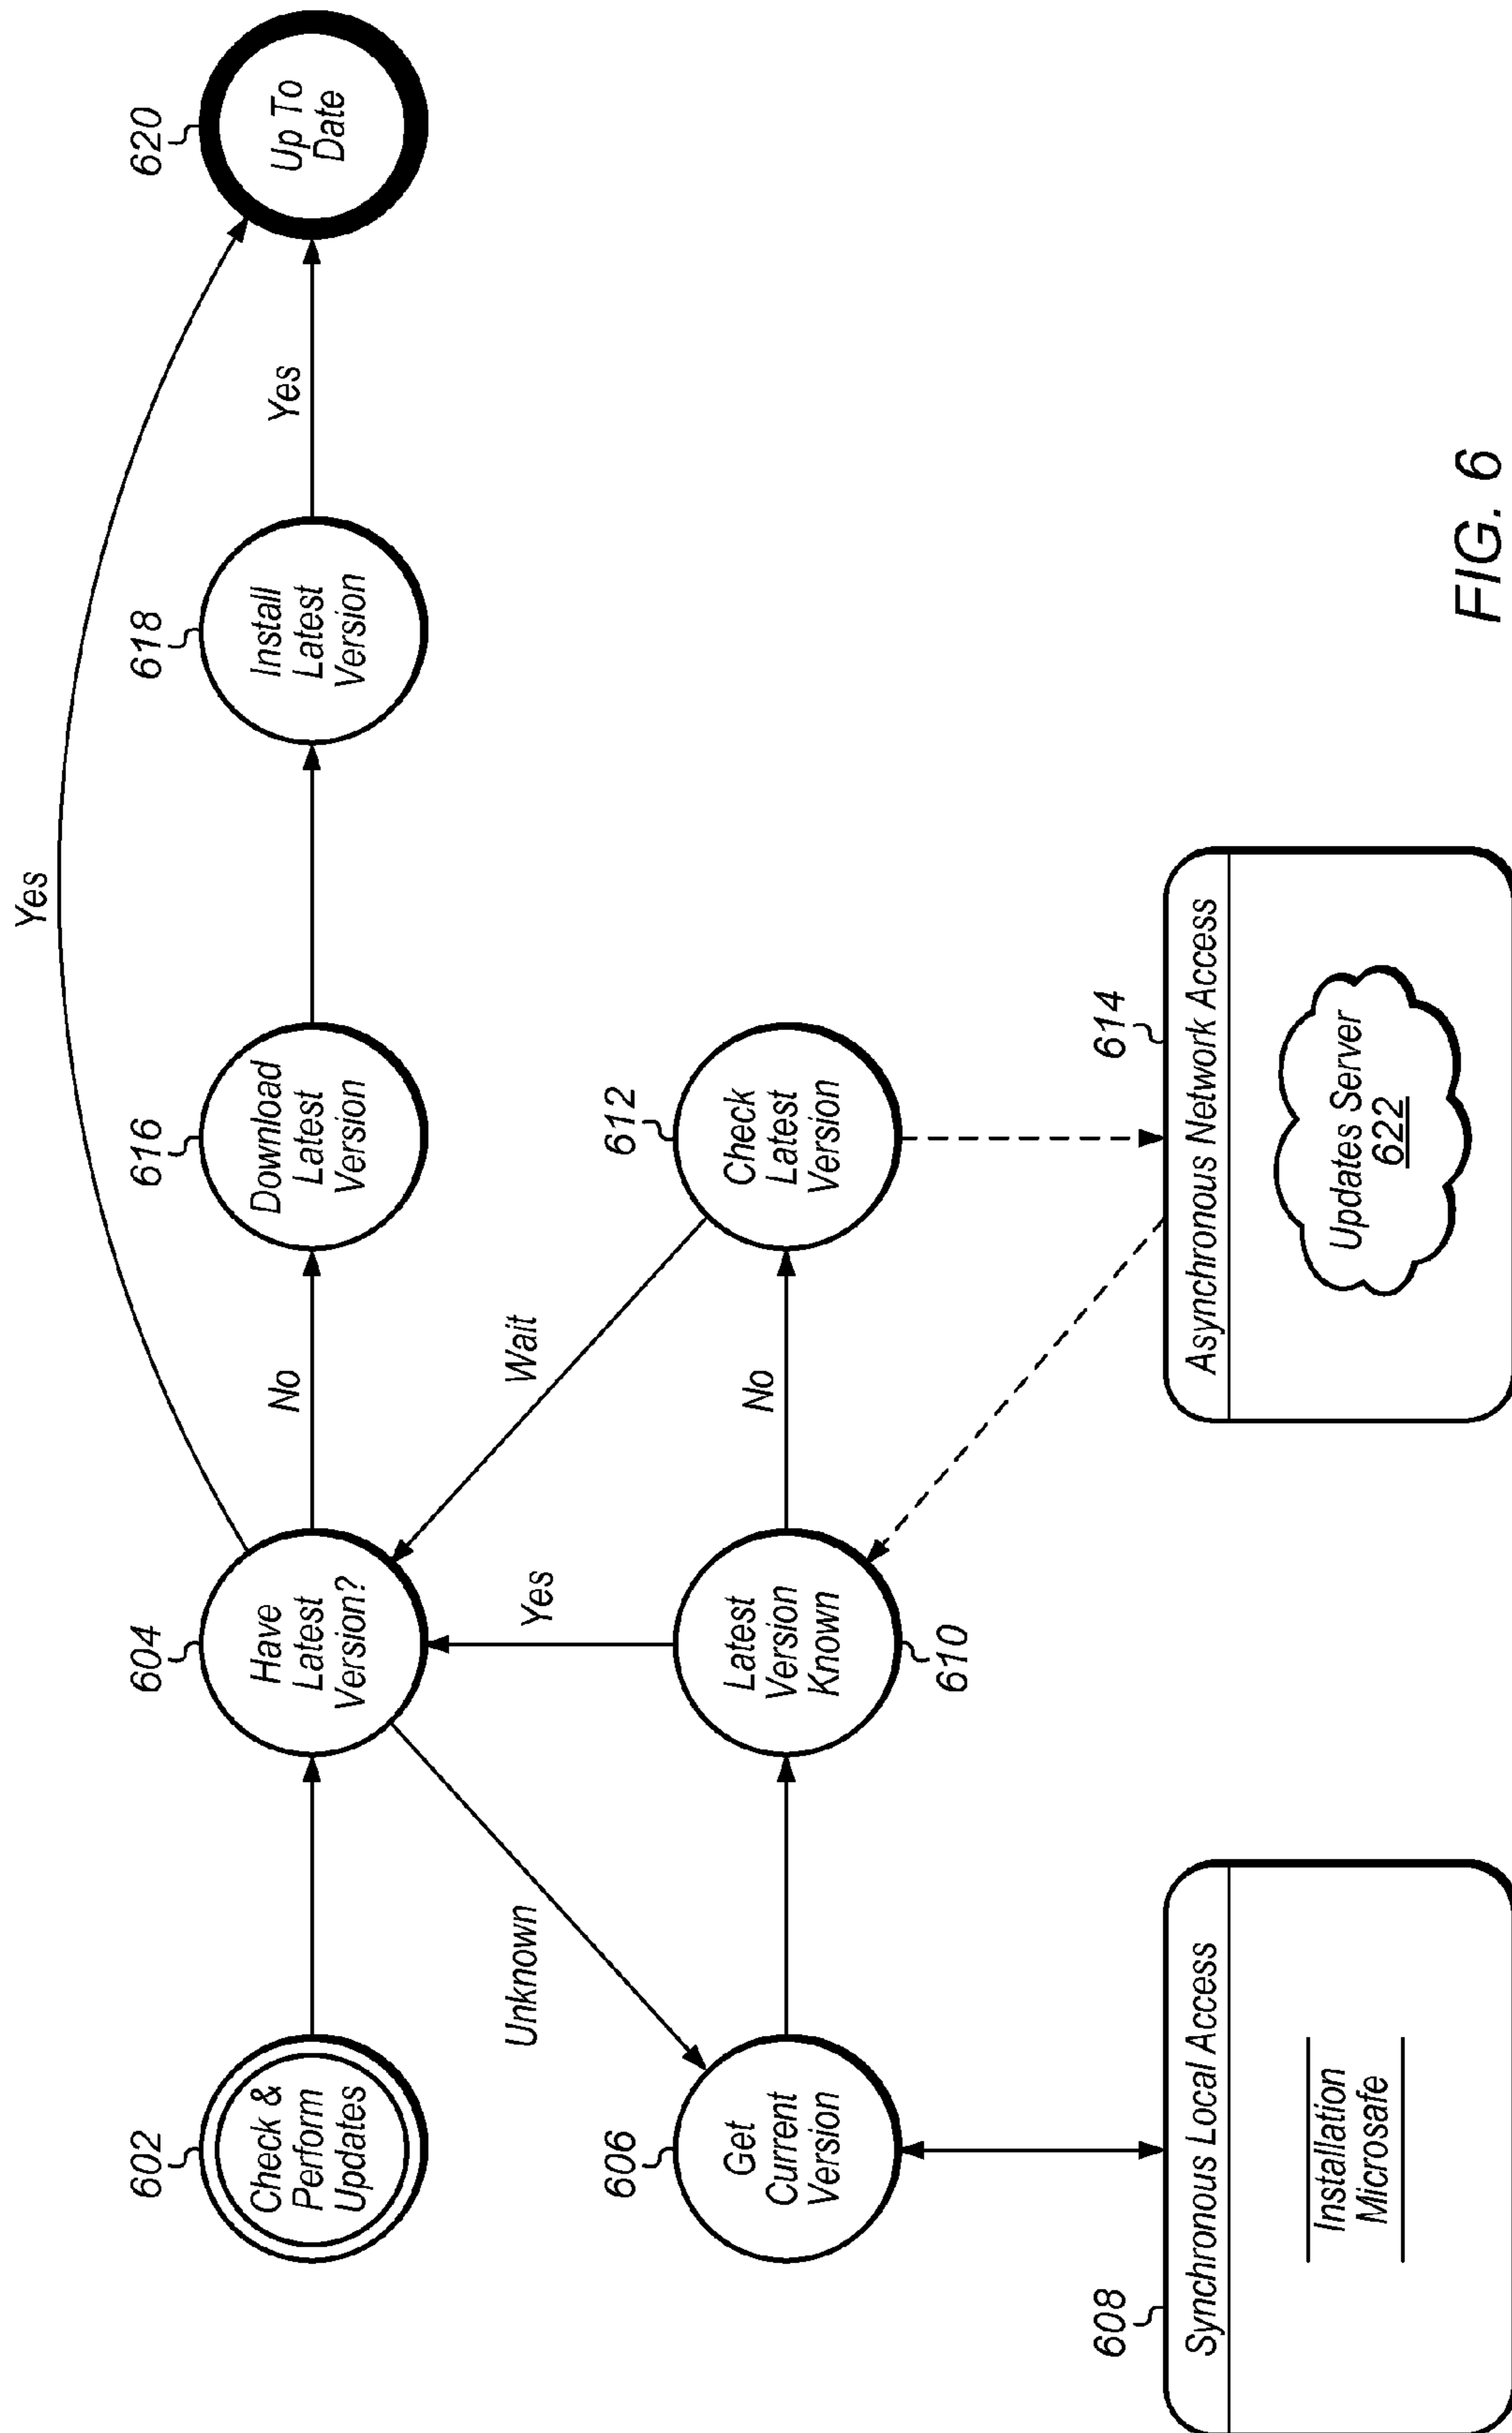 602
Check &
Perform
Updates
604
Have
Latest
Version?
616
Download
Latest
Version
618
Install
Latest
Version
620
Up To
Date
Yes
No
Yes
Unknown
Yes
Wait
606
Get
Current
Version
610
Latest
Version
Known
No
612
Check
Latest
Version
608
Synchronous Local Access
Installation
Microsafe
614
Asynchronous Network Access
Updates Server
622
FIG. 6